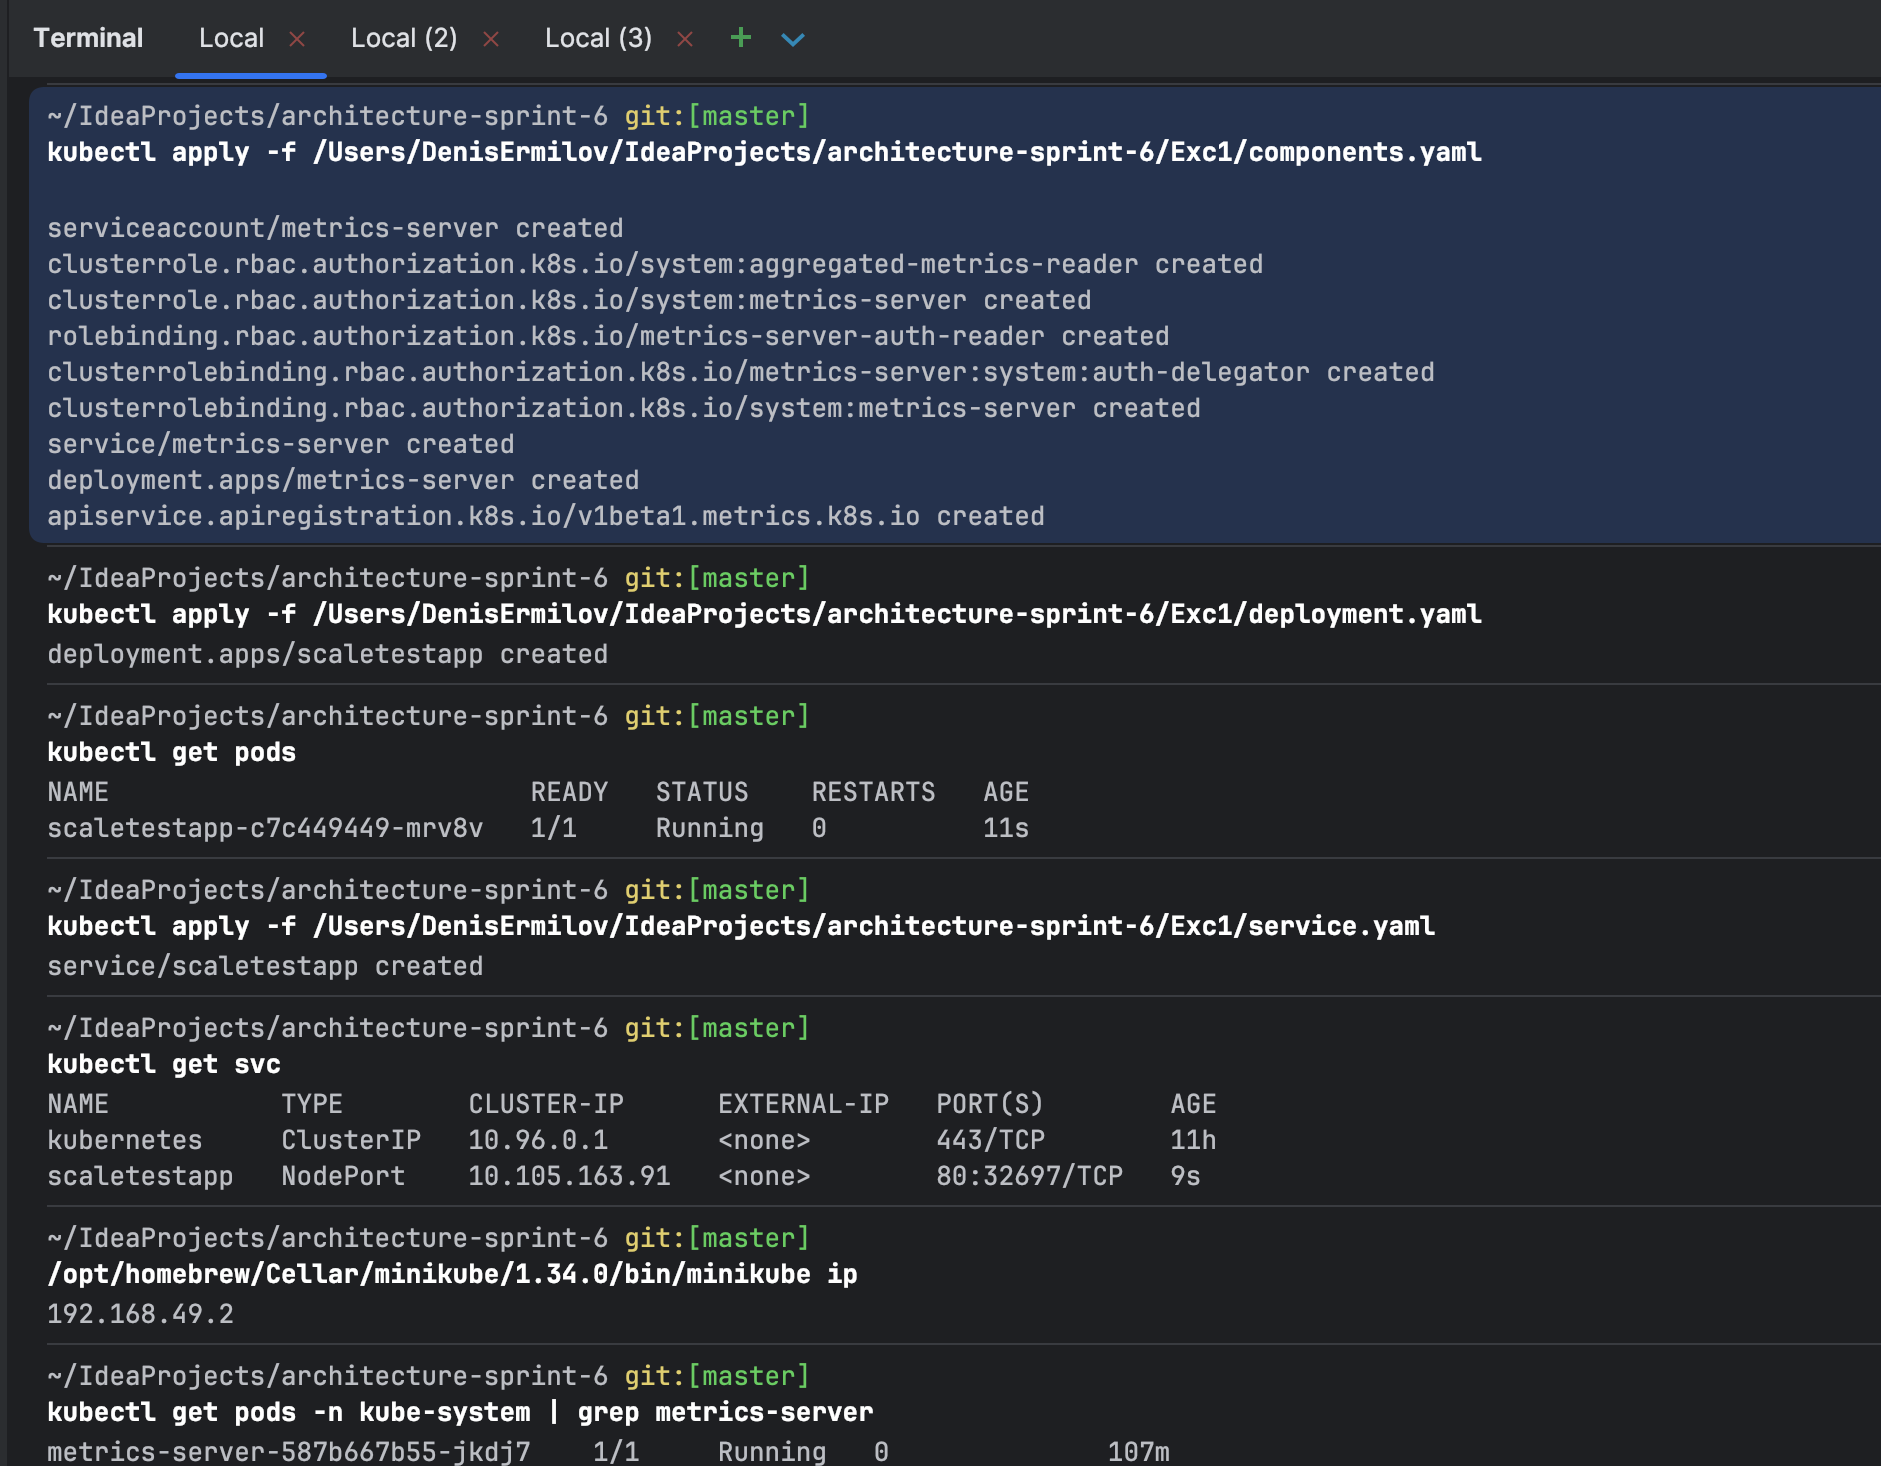 Terminal Local Local (2) Local (3)
~/IdeaProjects/architecture-sprint-6 git:[master]
kubectl apply -f /Users/DenisErmilov/IdeaProjects/architecture-sprint-6/Exc1/components.yaml
serviceaccount/metrics-server created
clusterrole.rbac.authorization.k8s.io/system:aggregated-metrics-reader created
clusterrole.rbac.authorization.k8s.io/system:metrics-server created
rolebinding.rbac.authorization.k8s.io/metrics-server-auth-reader created
clusterrolebinding.rbac.authorization.k8s.io/metrics-server:system:auth-delegator created
clusterrolebinding.rbac.authorization.k8s.io/system:metrics-server created
service/metrics-server created
deployment.apps/metrics-server created
apiservice.apiregistration.k8s.io/v1beta1.metrics.k8s.io created
~/IdeaProjects/architecture-sprint-6 git:[master]
kubectl apply -f /Users/DenisErmilov/IdeaProjects/architecture-sprint-6/Exc1/deployment.yaml
deployment.apps/scaletestapp created
~/IdeaProjects/architecture-sprint-6 git:[master]
kubectl get pods
NAME READY STATUS RESTARTS AGE
scaletestapp-c7c449449-mrv8v 1/1 Running 0 11s
~/IdeaProjects/architecture-sprint-6 git:[master]
kubectl apply -f /Users/DenisErmilov/IdeaProjects/architecture-sprint-6/Exc1/service.yaml
service/scaletestapp created
~/IdeaProjects/architecture-sprint-6 git:[master]
kubectl get svc
NAME TYPE CLUSTER-IP EXTERNAL-IP PORT(S) AGE
kubernetes ClusterIP 10.96.0.1 <none> 443/TCP 11h
scaletestapp NodePort 10.105.163.91 <none> 80:32697/TCP 9s
~/IdeaProjects/architecture-sprint-6 git:[master]
/opt/homebrew/Cellar/minikube/1.34.0/bin/minikube ip
192.168.49.2
~/IdeaProjects/architecture-sprint-6 git:[master]
kubectl get pods -n kube-system | grep metrics-server
metrics-server-587b667b55-jkdj7 1/1 Running 0 107m